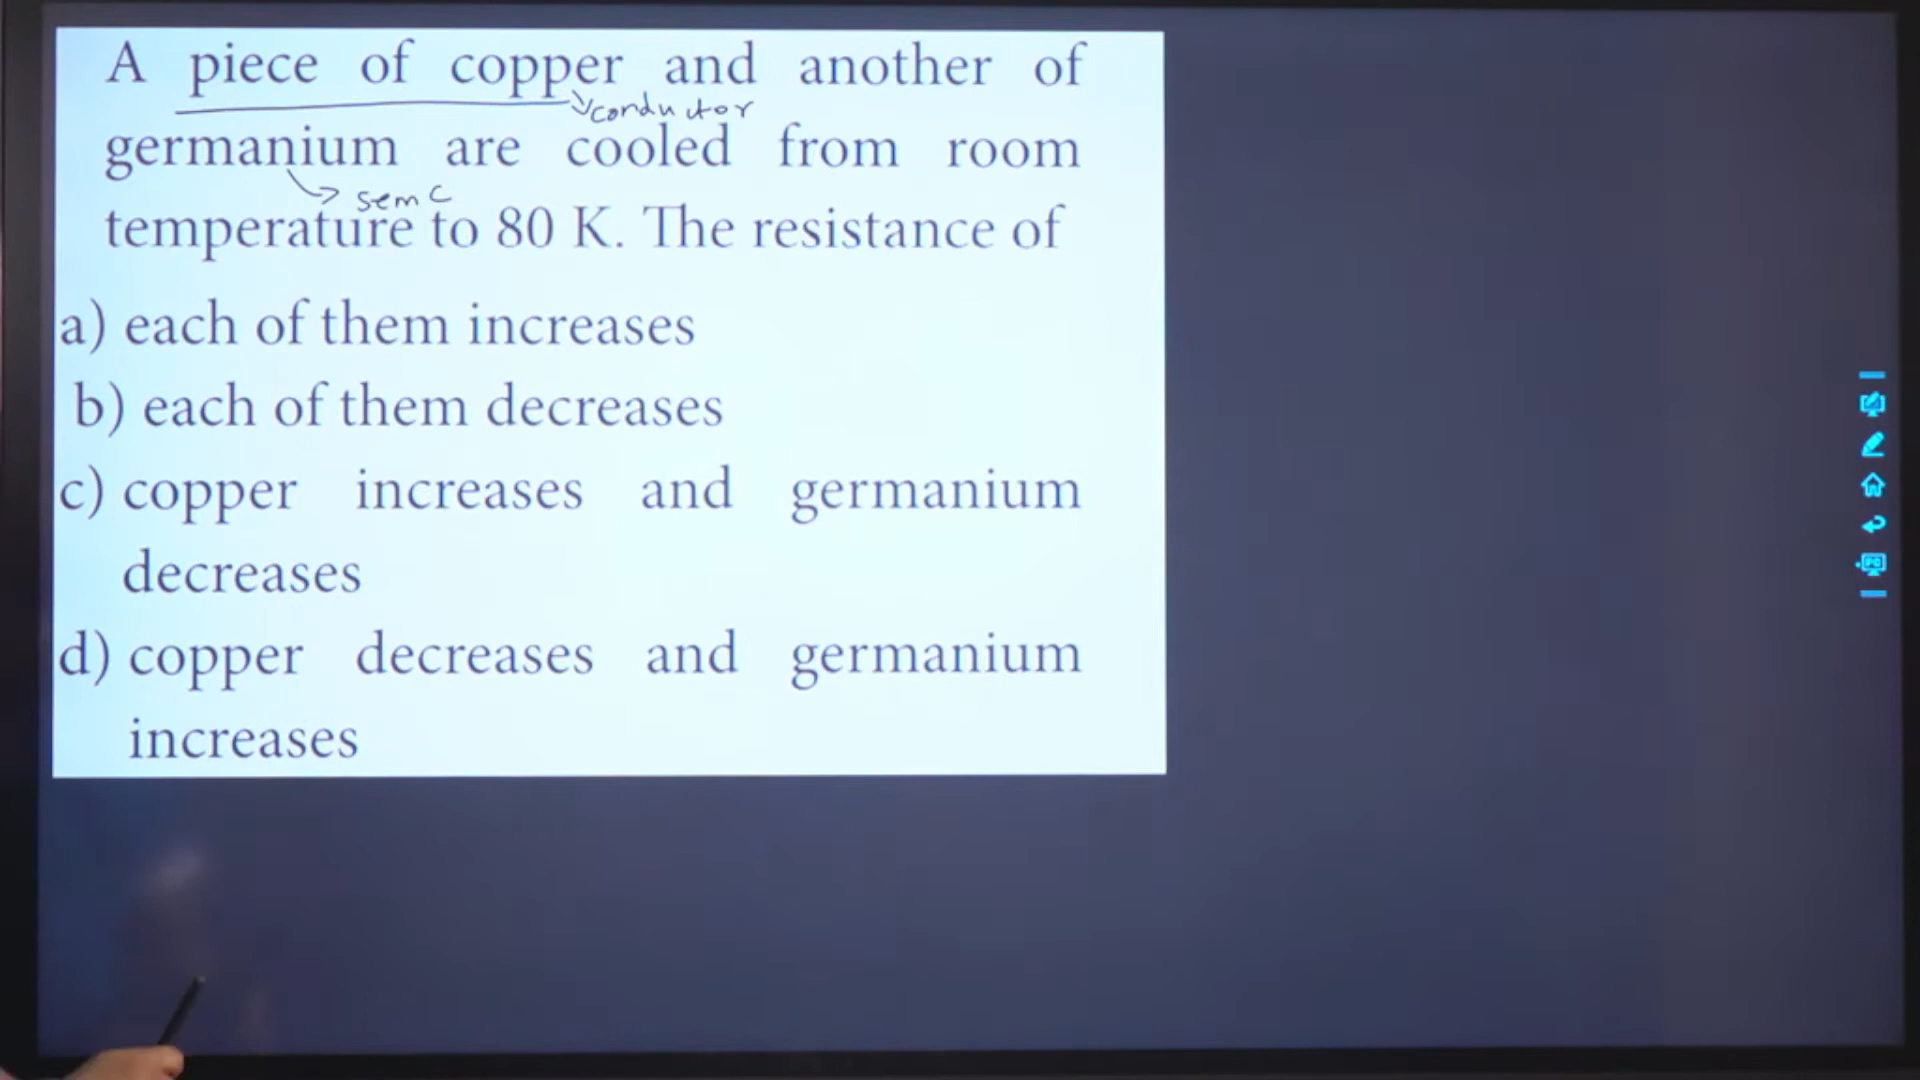 A piece of copper and another of
conductor
germanium are cooled from room
semc
temperature to 80 K. The resistance of
a) each of them increases
b) each of them decreases
c) copper increases and germanium
decreases
d) copper decreases and germanium
increases